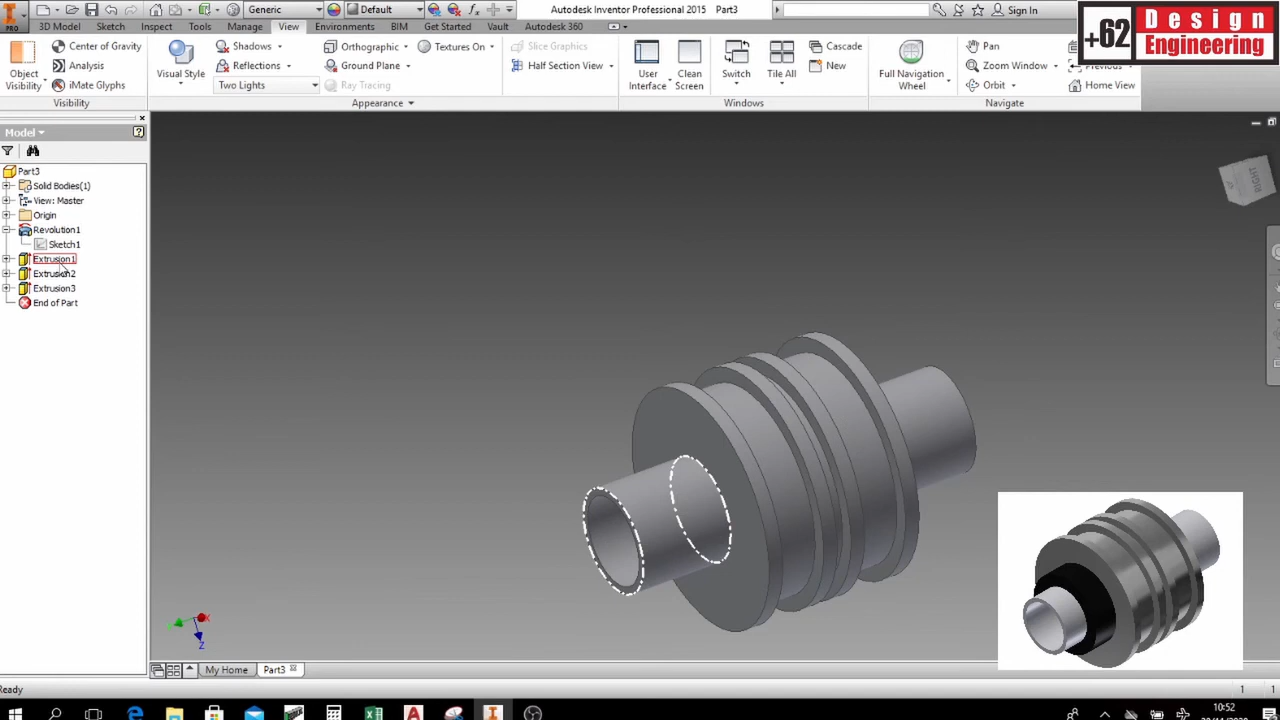 PRO
Generic
Default
Autodesk Inventor Professional 2015 Part3
Sign In
+62 Design
Engineering
3D Model Sketch Inspect Tools Manage View Environments BIM Get Started Vault Autodesk 360
Object
Visibility
Center of Gravity
Analysis
iMate Glyphs
Visibility
Visual Style
Shadows
Reflections
Two Lights
Orthographic
Ground Plane
Ray Tracing
Textures On
Appearance
Slice Graphics
Half Section View
User
Interface
Clean
Screen
Switch
Tile All
Cascade
New
Windows
Full Navigation
Wheel
Pan
Zoom Window
Orbit
Previous
Home View
Navigate
Model
Part3
Solid Bodies(1)
View: Master
Origin
Revolution1
Sketch1
Extrusion1
Extrusion2
Extrusion3
End of Part
RIGHT
X
Z
My Home Part3
Ready
1 1
10:52